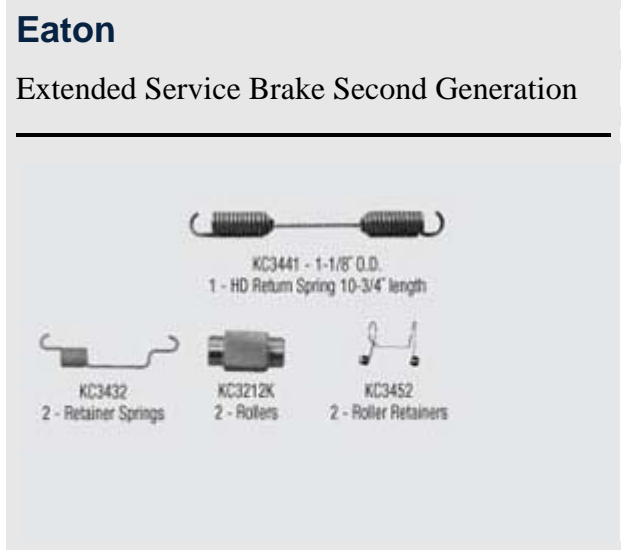 Eaton
Extended Service Brake Second Generation
KC3441 - 1-1/8" O.D.
1 - HD Return Spring 10-3/4" length
KC3432
2 - Retainer Springs
KC3212K
2 - Rollers
KC3452
2 - Roller Retainers